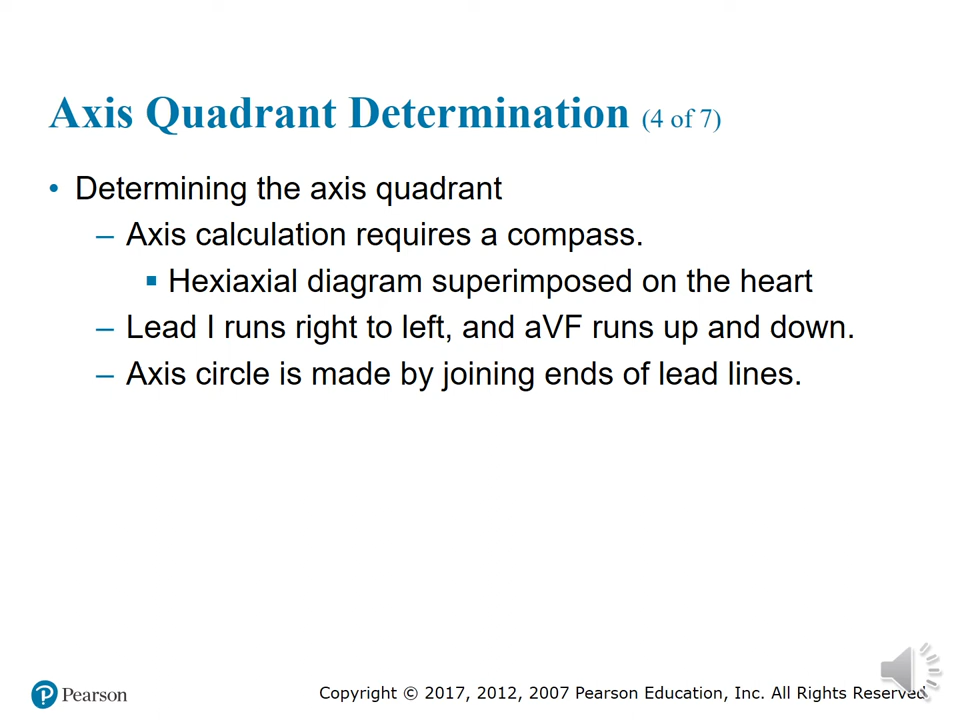 Axis Quadrant Determination (4 of 7)
• Determining the axis quadrant
– Axis calculation requires a compass.
▪ Hexiaxial diagram superimposed on the heart
– Lead I runs right to left, and aVF runs up and down.
– Axis circle is made by joining ends of lead lines.
Pearson
Copyright © 2017, 2012, 2007 Pearson Education, Inc. All Rights Reserved